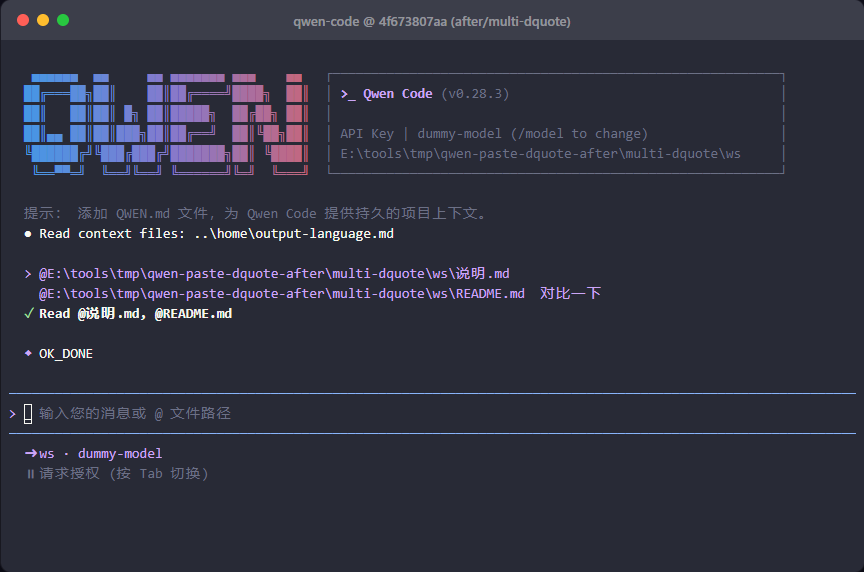 qwen-code @ 4f673807aa (after/multi-dquote)
QWEN
>_ Qwen Code (v0.28.3)
API Key | dummy-model (/model to change)
E:\tools\tmp\qwen-paste-dquote-after\multi-dquote\ws
提示： 添加 QWEN.md 文件，为 Qwen Code 提供持久的项目上下文。
● Read context files: ..\home\output-language.md
> @E:\tools\tmp\qwen-paste-dquote-after\multi-dquote\ws\说明.md
@E:\tools\tmp\qwen-paste-dquote-after\multi-dquote\ws\README.md 对比一下
✓ Read @说明.md, @README.md
✦ OK_DONE
> 输入您的消息或 @ 文件路径
➜ws · dummy-model
⏸请求授权 (按 Tab 切换)